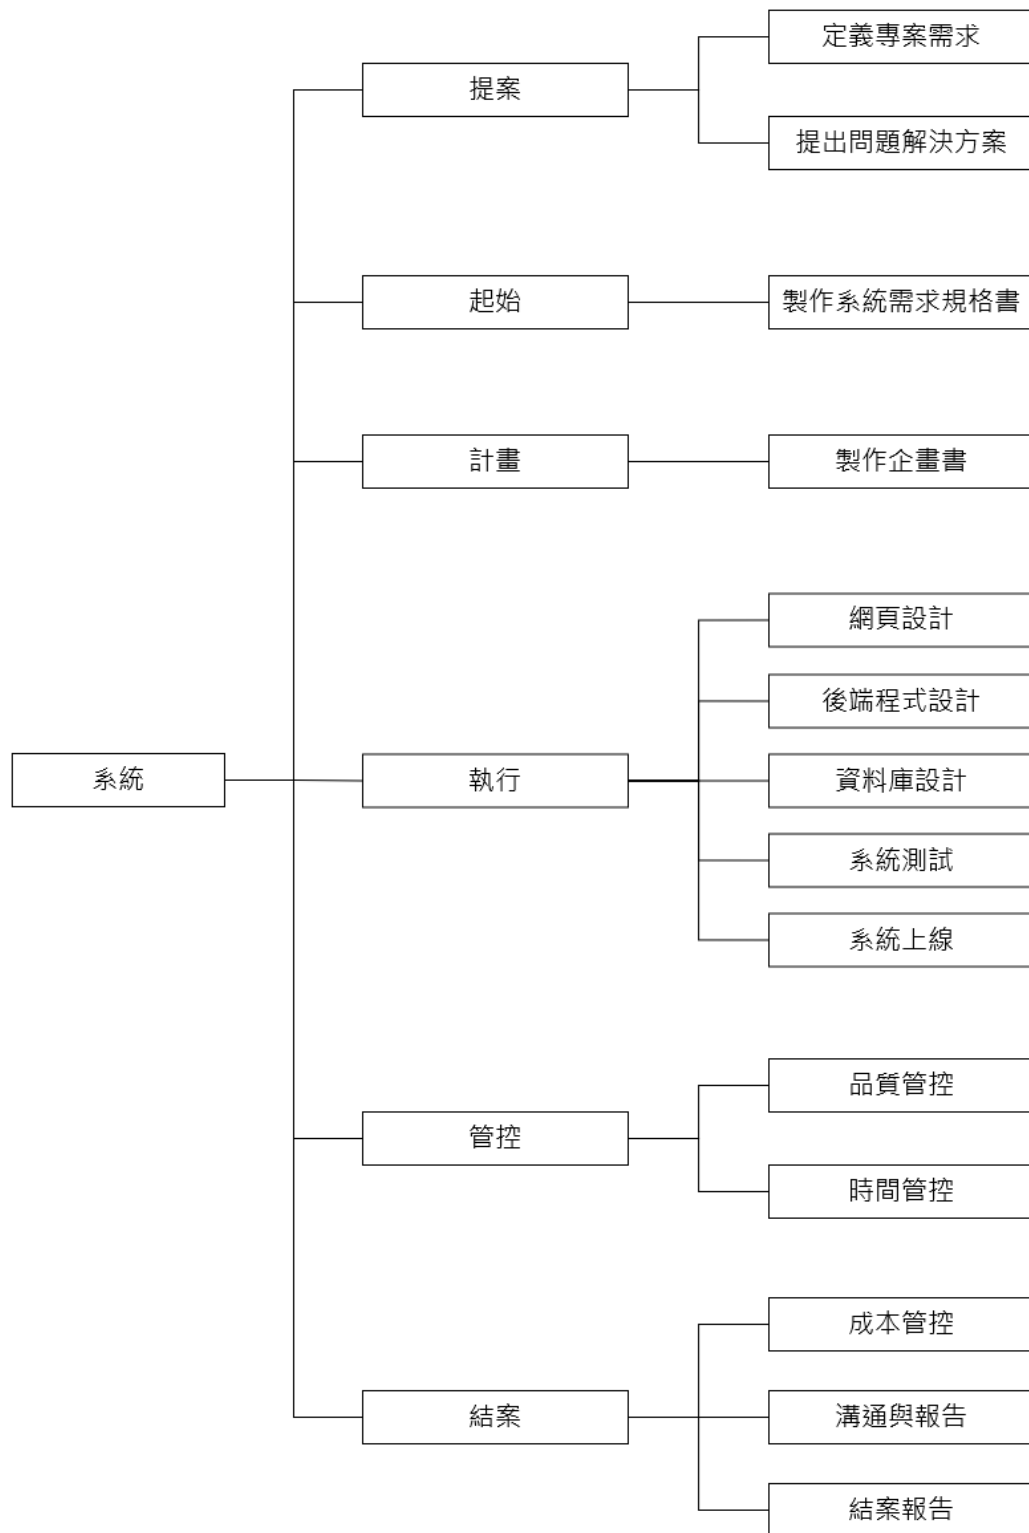 系統
提案
定義專案需求
提出問題解決方案
起始
製作系統需求規格書
計畫
製作企畫書
執行
網頁設計
後端程式設計
資料庫設計
系統測試
系統上線
管控
品質管控
時間管控
結案
成本管控
溝通與報告
結案報告